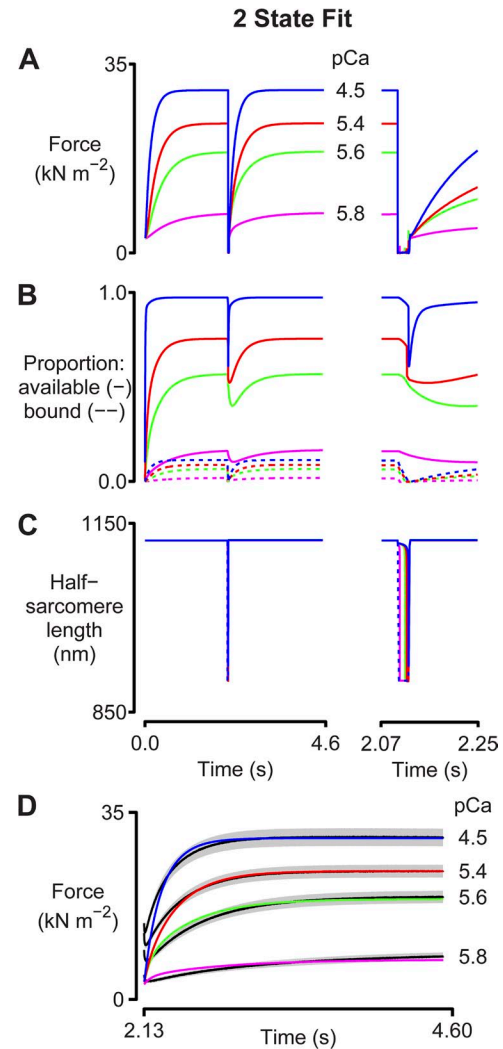 2 State Fit
A
pCa
35
4.5
5.4
5.6
5.8
Force
(kN m−2)
0
B
1.0
Proportion:
available (−)
bound (−−)
0.0
C
1150
Half−
sarcomere
length
(nm)
850
0.0
4.6
2.07
2.25
Time (s)
Time (s)
D
pCa
35
4.5
5.4
5.6
5.8
Force
(kN m−2)
0
2.13
4.60
Time (s)